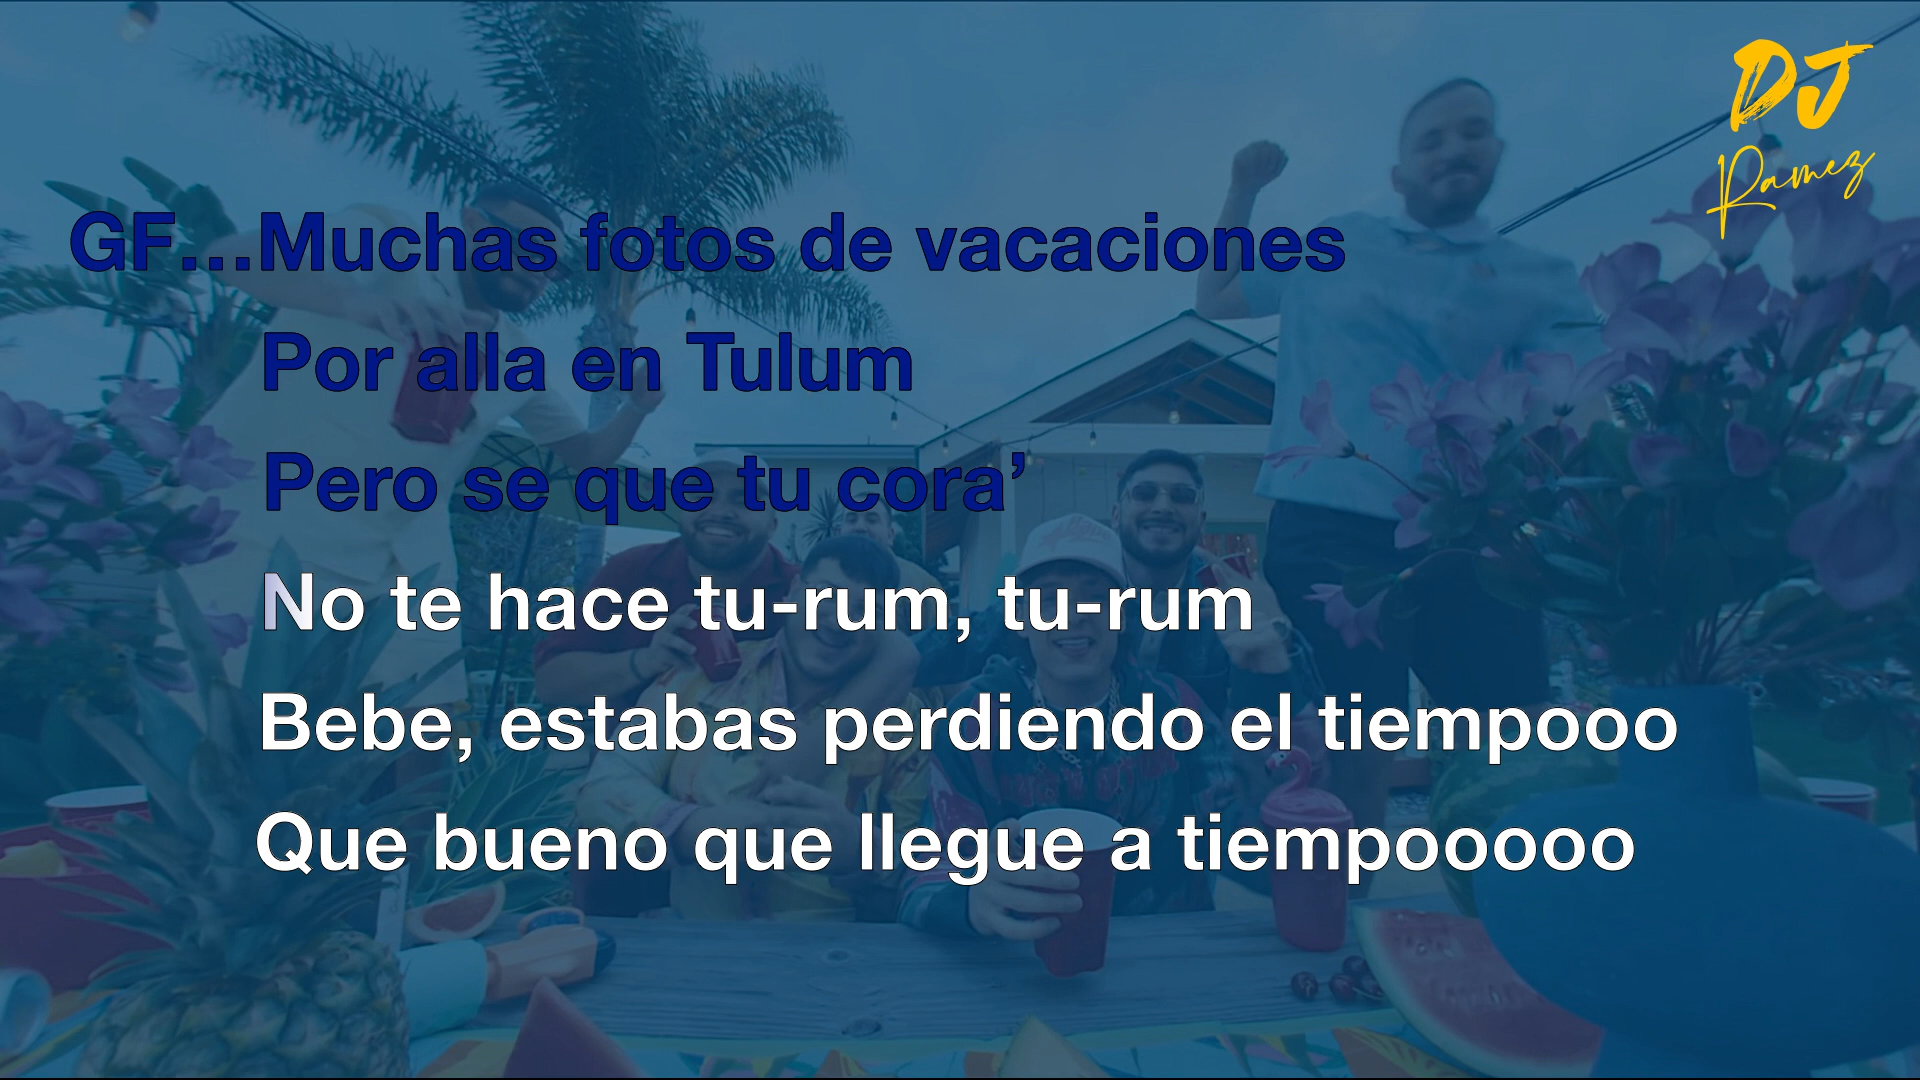 DJ
Ramez
GF...Muchas fotos de vacaciones
Por alla en Tulum
Pero se que tu cora’
No te hace tu-rum, tu-rum
Bebe, estabas perdiendo el tiempooo
Que bueno que llegue a tiempooooo